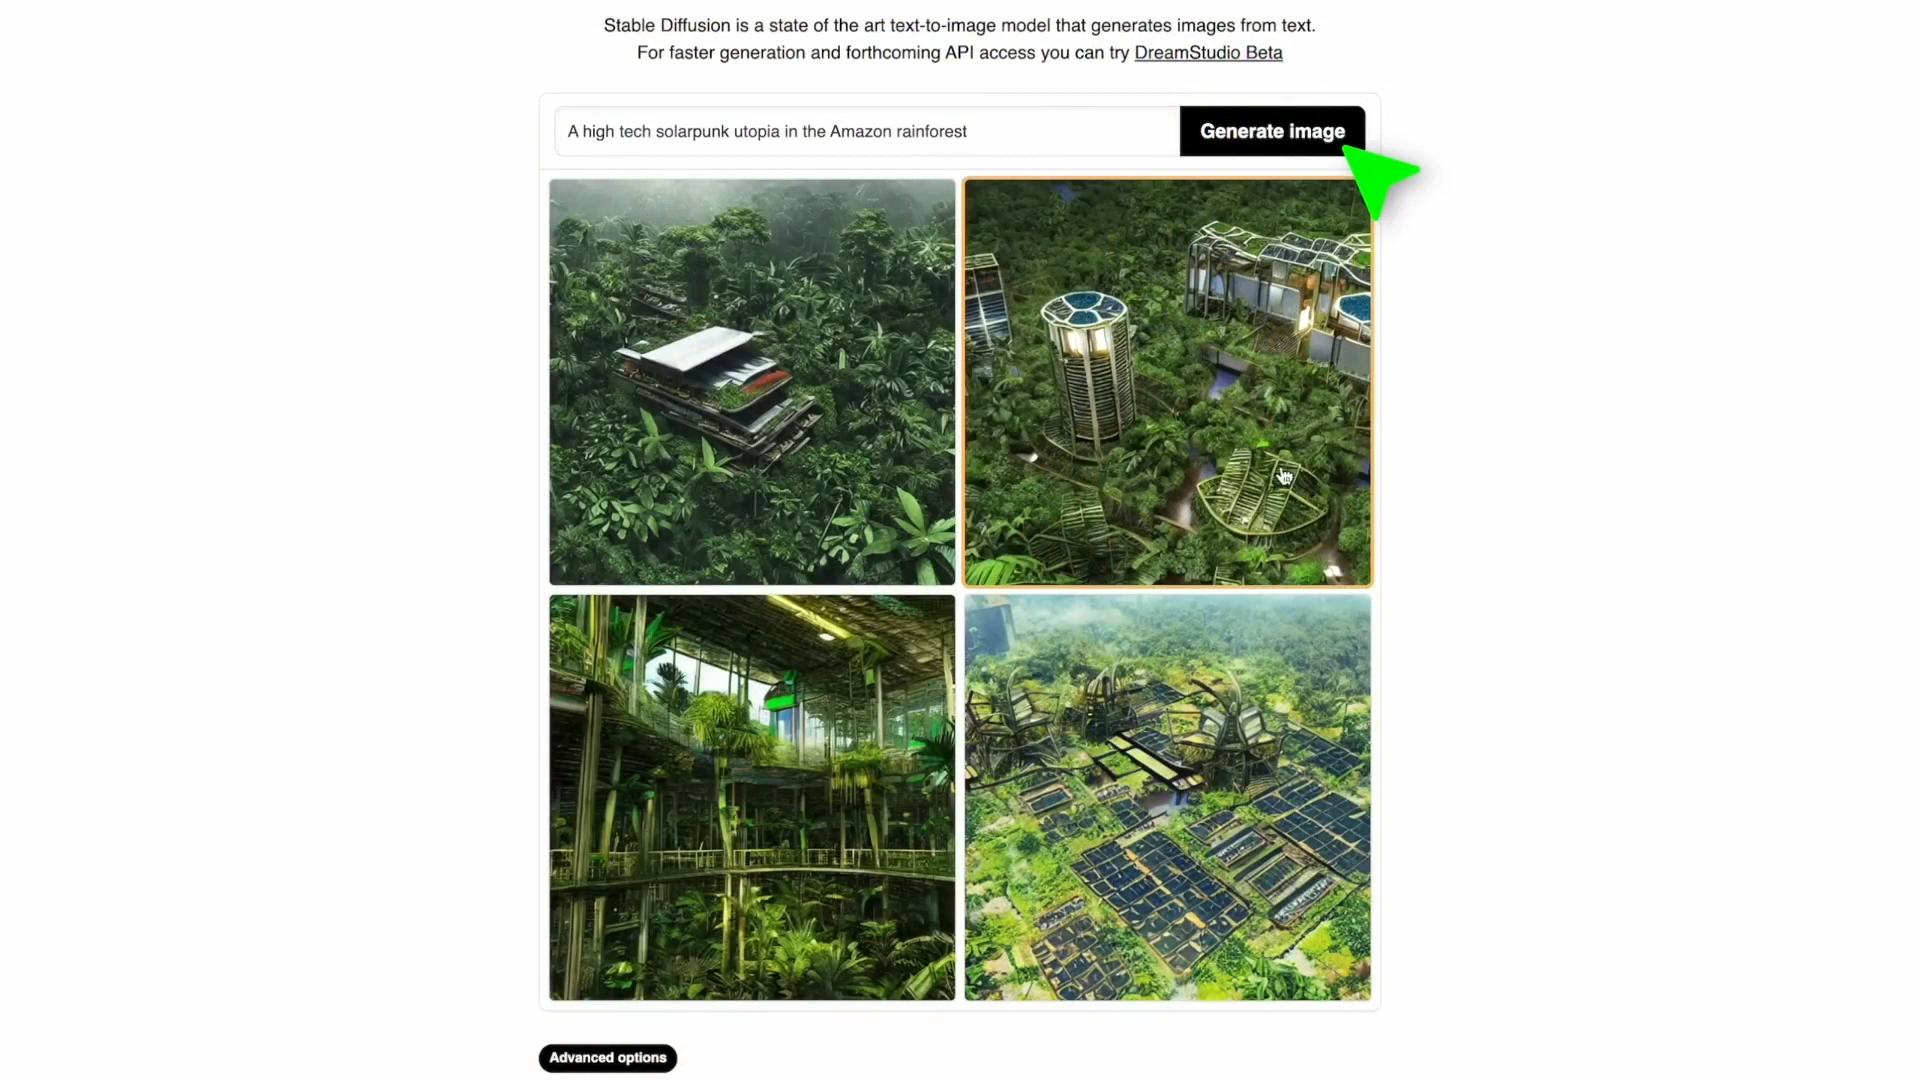 Stable Diffusion is a state of the art text-to-image model that generates images from text.
For faster generation and forthcoming API access you can try DreamStudio Beta
A high tech solarpunk utopia in the Amazon rainforest
Generate image
Advanced options